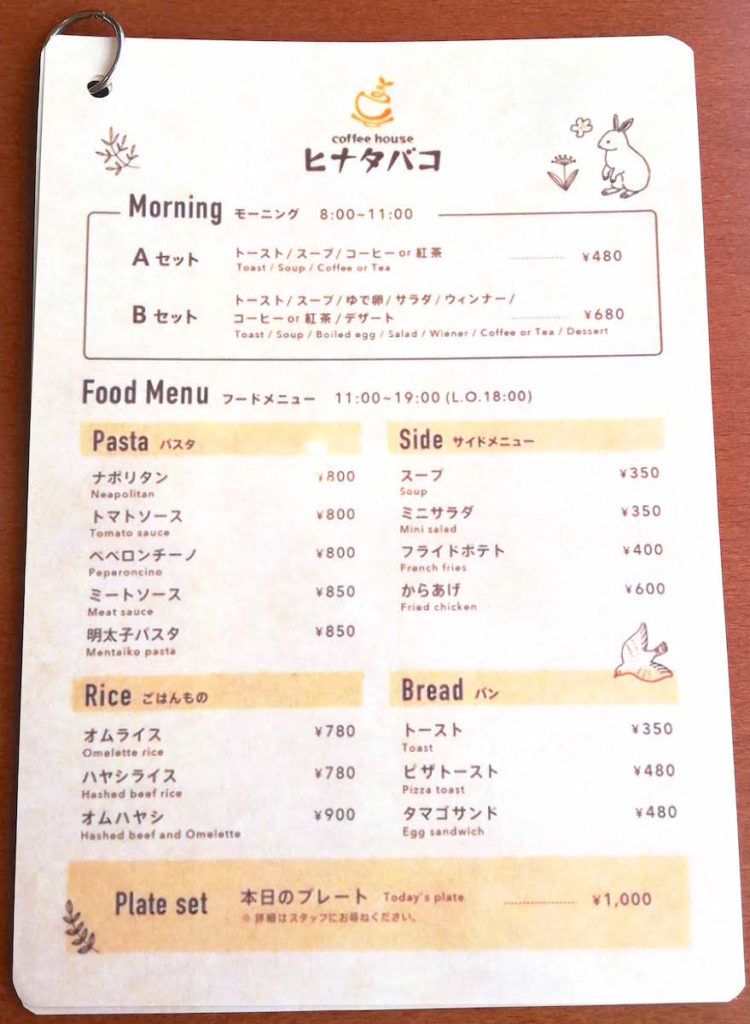 coffee house
ヒナタバコ
Morning モーニング 8:00~11:00
A セット トースト/スープ/コーヒー or 紅茶 ¥480
Toast / Soup / Coffee or Tea
B セット トースト/スープ/ゆで卵/サラダ/ウィンナー/
コーヒー or 紅茶/デザート ¥680
Toast / Soup / Boiled egg / Salad / Wiener / Coffee or Tea / Dessert
Food Menu フードメニュー 11:00~19:00 (L.O.18:00)
Pasta パスタ
ナポリタン ¥800
Neapolitan
トマトソース ¥800
Tomato sauce
ペペロンチーノ ¥800
Peperoncino
ミートソース ¥850
Meat sauce
明太子パスタ ¥850
Mentaiko pasta
Side サイドメニュー
スープ ¥350
Soup
ミニサラダ ¥350
Mini salad
フライドポテト ¥400
French fries
からあげ ¥600
Fried chicken
Rice ごはんもの
オムライス ¥780
Omelette rice
ハヤシライス ¥780
Hashed beef rice
オムハヤシ ¥900
Hashed beef and Omelette
Bread パン
トースト ¥350
Toast
ピザトースト ¥480
Pizza toast
タマゴサンド ¥480
Egg sandwich
Plate set 本日のプレート Today's plate ¥1,000
※ 詳細はスタッフにお尋ねください。